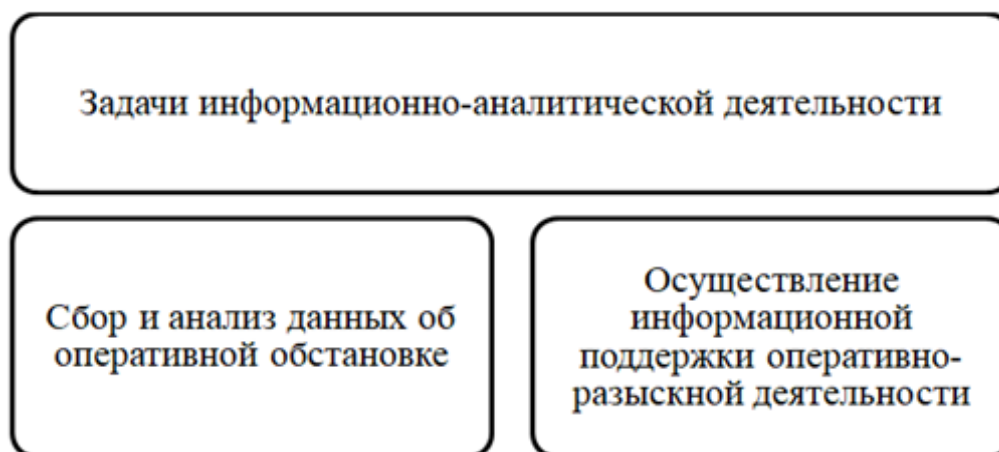 Задачи информационно-аналитической деятельности
Сбор и анализ данных об
оперативной обстановке
Осуществление
информационной
поддержки оперативно-
разыскной деятельности